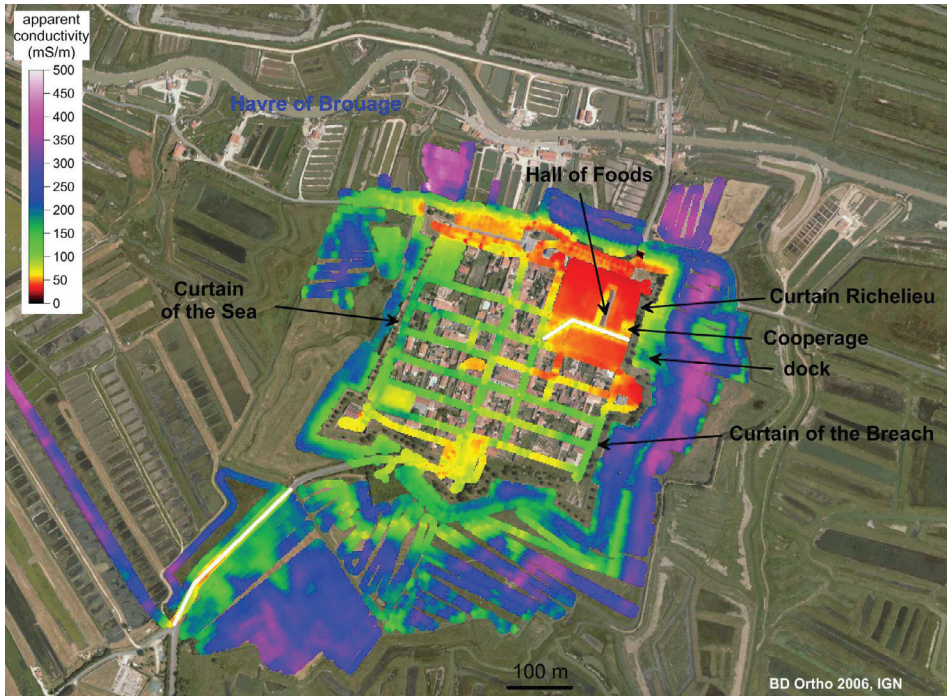 apparent
conductivity
(mS/m)
500
450
400
350
300
250
200
150
100
50
0
Havre of Brouage
Hall of Foods
Curtain
of the Sea
Curtain Richelieu
Cooperage
dock
Curtain of the Breach
100 m
BD Ortho 2006, IGN